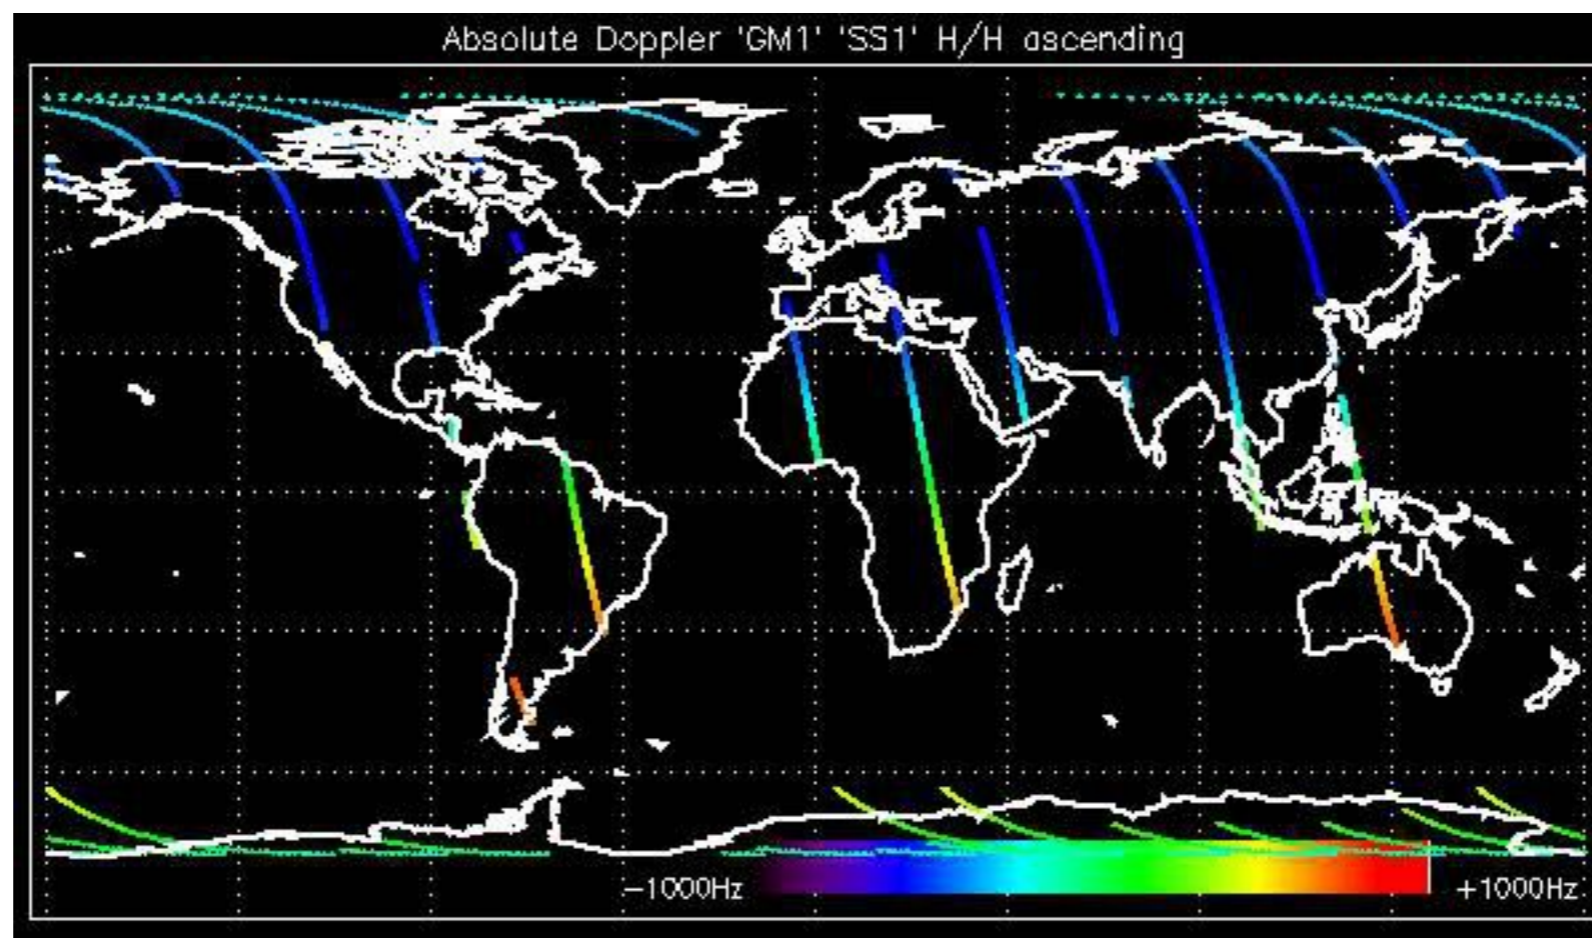 Absolute Doppler 'GM1' 'SS1' H/H ascending
-1000Hz
+1000Hz